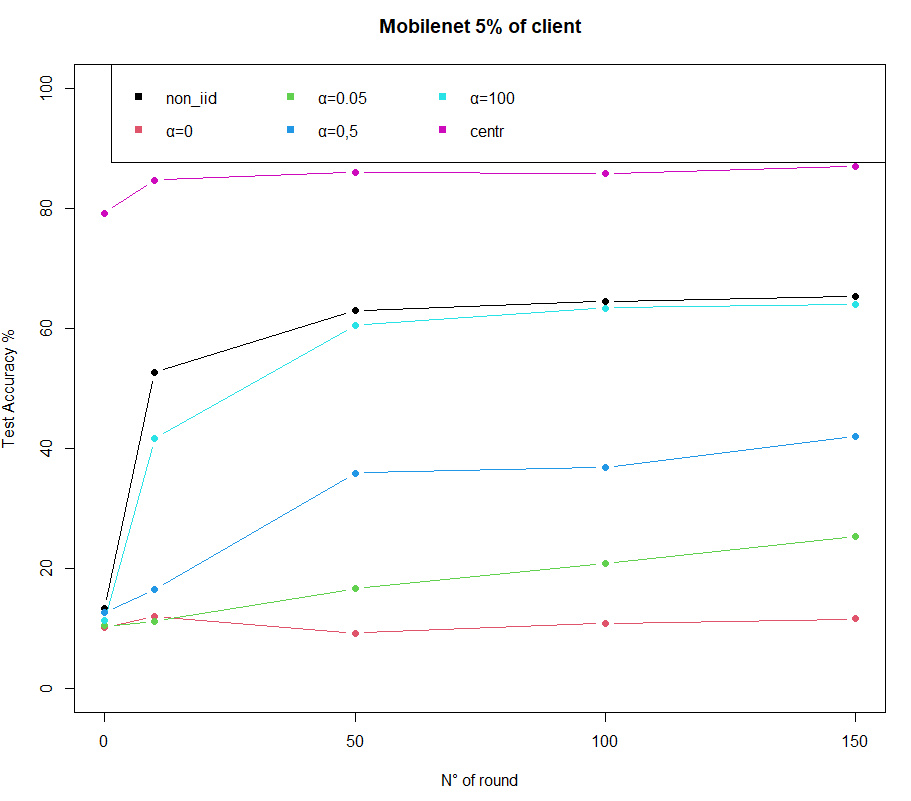 Mobilenet 5% of client
non_iid α=0.05 α=100
α=0 α=0,5 centr
100
80
60
40
20
0
Test Accuracy %
0 50 100 150
N° of round